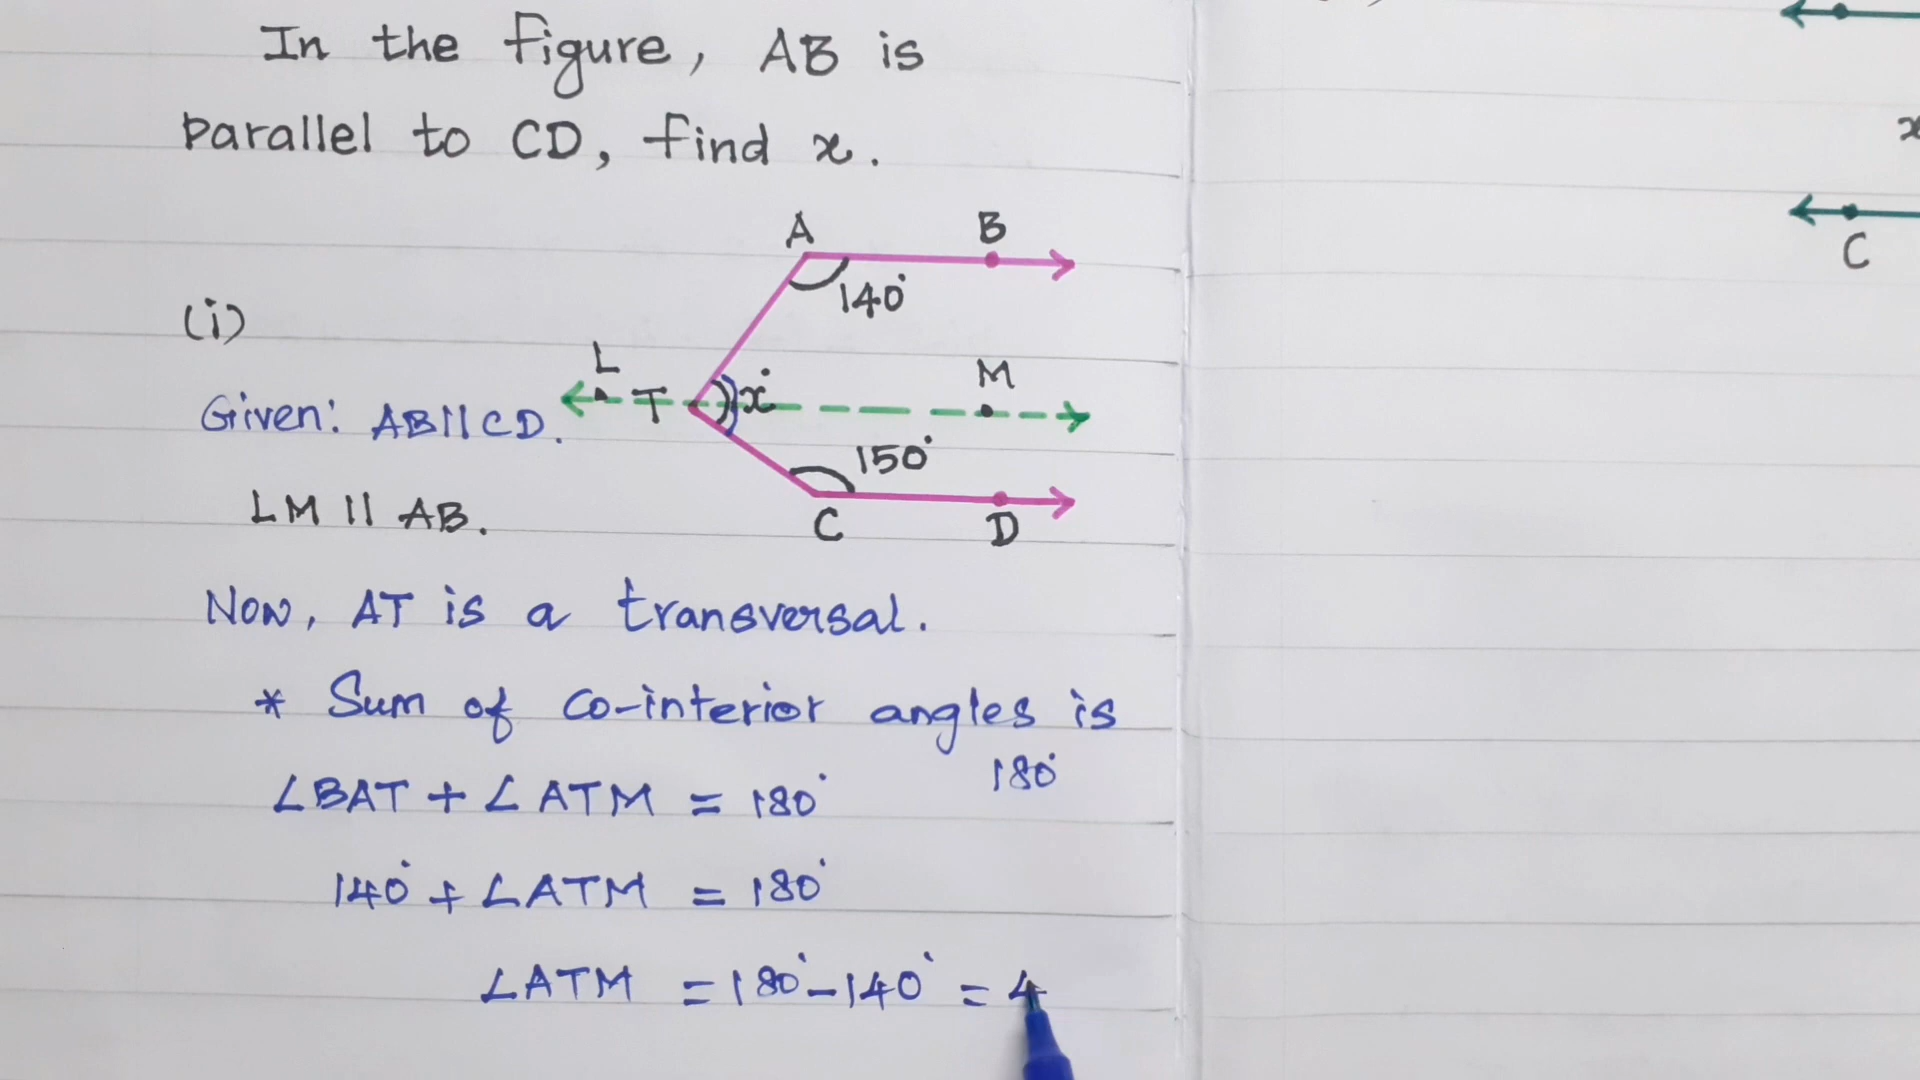 In the figure, AB is
parallel to CD, find x.
A B
140°
(i)
L M
T x°
Given: AB || CD.
150°
LM || AB.
C D
Now, AT is a transversal.
* Sum of co-interior angles is
180°
∠BAT + ∠ATM = 180°
140° + ∠ATM = 180°
∠ATM = 180° - 140° = 4
x
C